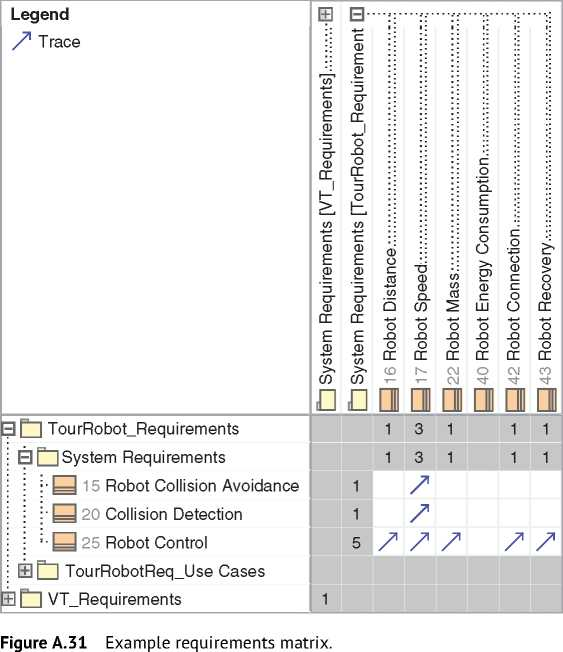 Legend
Trace
System Requirements [VT_Requirements]
System Requirements [TourRobot_Requirement
16 Robot Distance
17 Robot Speed
22 Robot Mass
40 Robot Energy Consumption
42 Robot Connection
43 Robot Recovery
TourRobot_Requirements 1 3 1 1 1
System Requirements 1 3 1 1 1
15 Robot Collision Avoidance 1
20 Collision Detection 1
25 Robot Control 5
TourRobotReq_Use Cases
VT_Requirements 1
Figure A.31 Example requirements matrix.